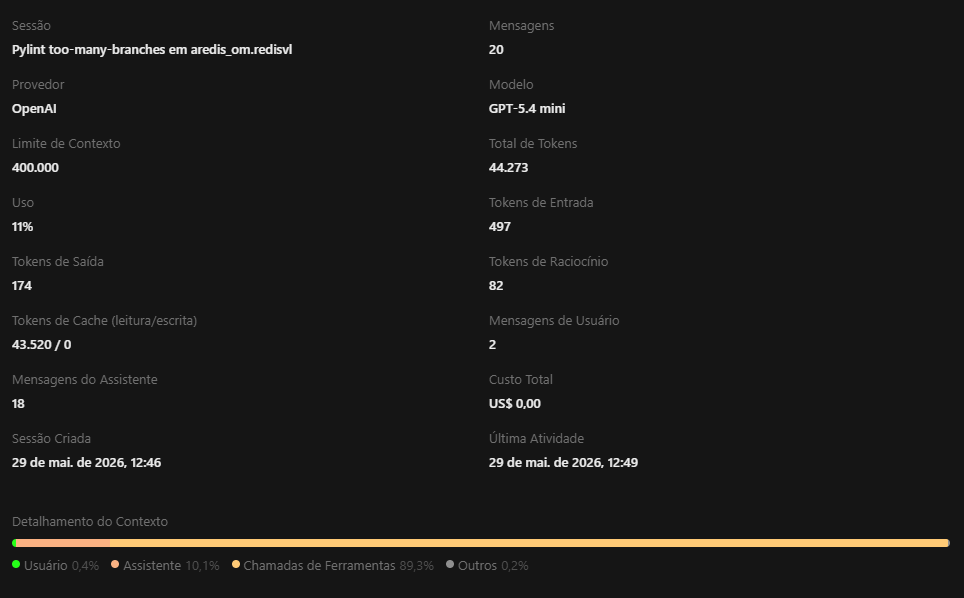 Sessão
Pylint too-many-branches em aredis_om.redisvl
Mensagens
20
Provedor
OpenAI
Modelo
GPT-5.4 mini
Limite de Contexto
400.000
Total de Tokens
44.273
Uso
11%
Tokens de Entrada
497
Tokens de Saída
174
Tokens de Raciocínio
82
Tokens de Cache (leitura/escrita)
43.520 / 0
Mensagens de Usuário
2
Mensagens do Assistente
18
Custo Total
US$ 0,00
Sessão Criada
29 de mai. de 2026, 12:46
Última Atividade
29 de mai. de 2026, 12:49
Detalhamento do Contexto
Usuário 0,4% Assistente 10,1% Chamadas de Ferramentas 89,3% Outros 0,2%